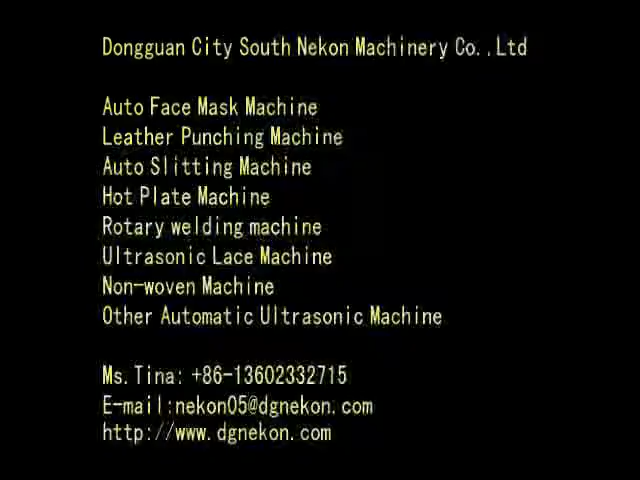 Dongguan City South Nekon Machinery Co.,Ltd
Auto Face Mask Machine
Leather Punching Machine
Auto Slitting Machine
Hot Plate Machine
Rotary welding machine
Ultrasonic Lace Machine
Non-woven Machine
Other Automatic Ultrasonic Machine
Ms.Tina: +86-13602332715
E-mail:nekon05@dgnekon.com
http://www.dgnekon.com